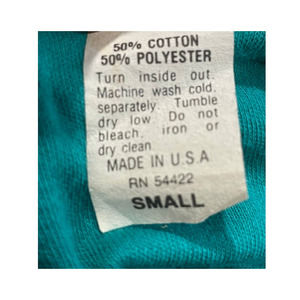 50% COTTON
50% POLYESTER
Turn inside out.
Machine wash cold.
separately. Tumble
dry low. Do not
bleach. iron or
dry clean.
MADE IN U.S.A
RN 54422
SMALL